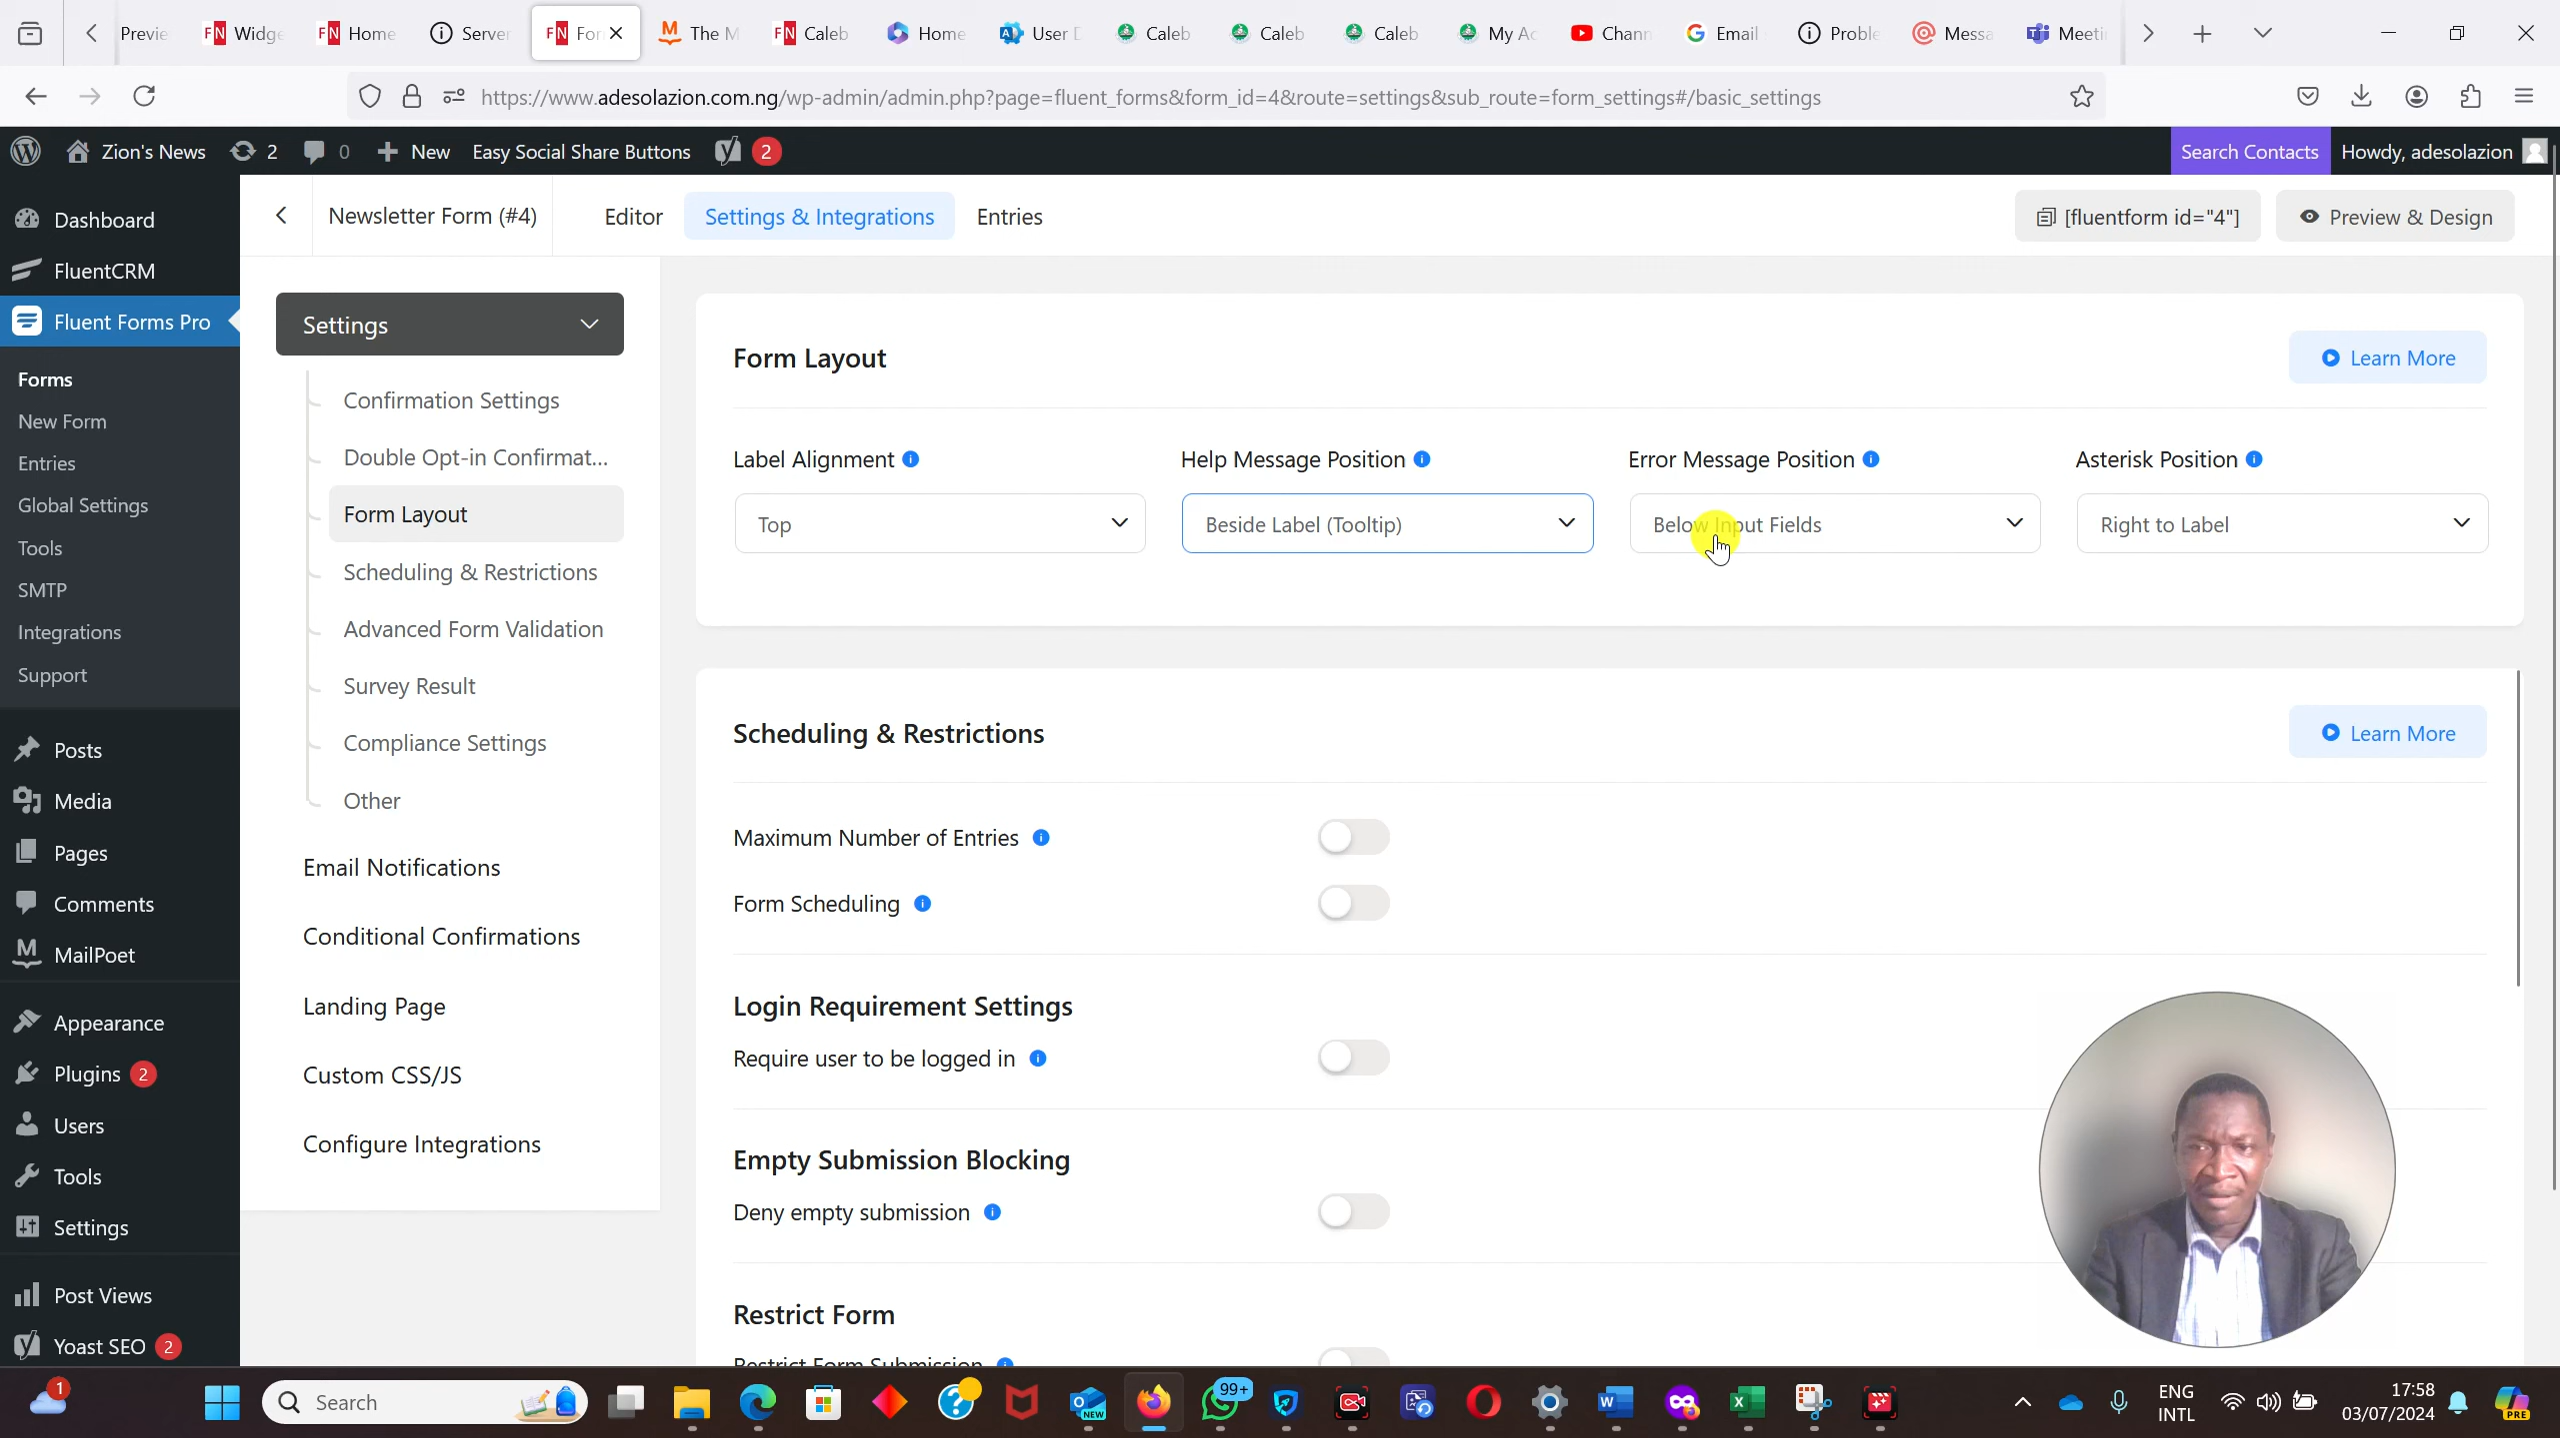 Previe
Widge
Home
Server
For
The M
Caleb
Home
User D
Caleb
Caleb
Caleb
My Ac
Chann
Email
Proble
Messa
Meeti
https://www.adesolazion.com.ng/wp-admin/admin.php?page=fluent_forms&form_id=4&route=settings&sub_route=form_settings#/basic_settings
Zion's News
2
0
New
Easy Social Share Buttons
2
Search Contacts
Howdy, adesolazion
Dashboard
FluentCRM
Fluent Forms Pro
Forms
New Form
Entries
Global Settings
Tools
SMTP
Integrations
Support
Posts
Media
Pages
Comments
MailPoet
Appearance
Plugins 2
Users
Tools
Settings
Post Views
Yoast SEO 2
Newsletter Form (#4)
Editor
Settings & Integrations
Entries
[fluentform id="4"]
Preview & Design
Settings
Confirmation Settings
Double Opt-in Confirmat...
Form Layout
Scheduling & Restrictions
Advanced Form Validation
Survey Result
Compliance Settings
Other
Email Notifications
Conditional Confirmations
Landing Page
Custom CSS/JS
Configure Integrations
Form Layout
Learn More
Label Alignment
Help Message Position
Error Message Position
Asterisk Position
Top
Beside Label (Tooltip)
Below Input Fields
Right to Label
Scheduling & Restrictions
Learn More
Maximum Number of Entries
Form Scheduling
Login Requirement Settings
Require user to be logged in
Empty Submission Blocking
Deny empty submission
Restrict Form
Restrict Form Submission
1
Search
NEW
99+
ENG
INTL
17:58
03/07/2024
PRE